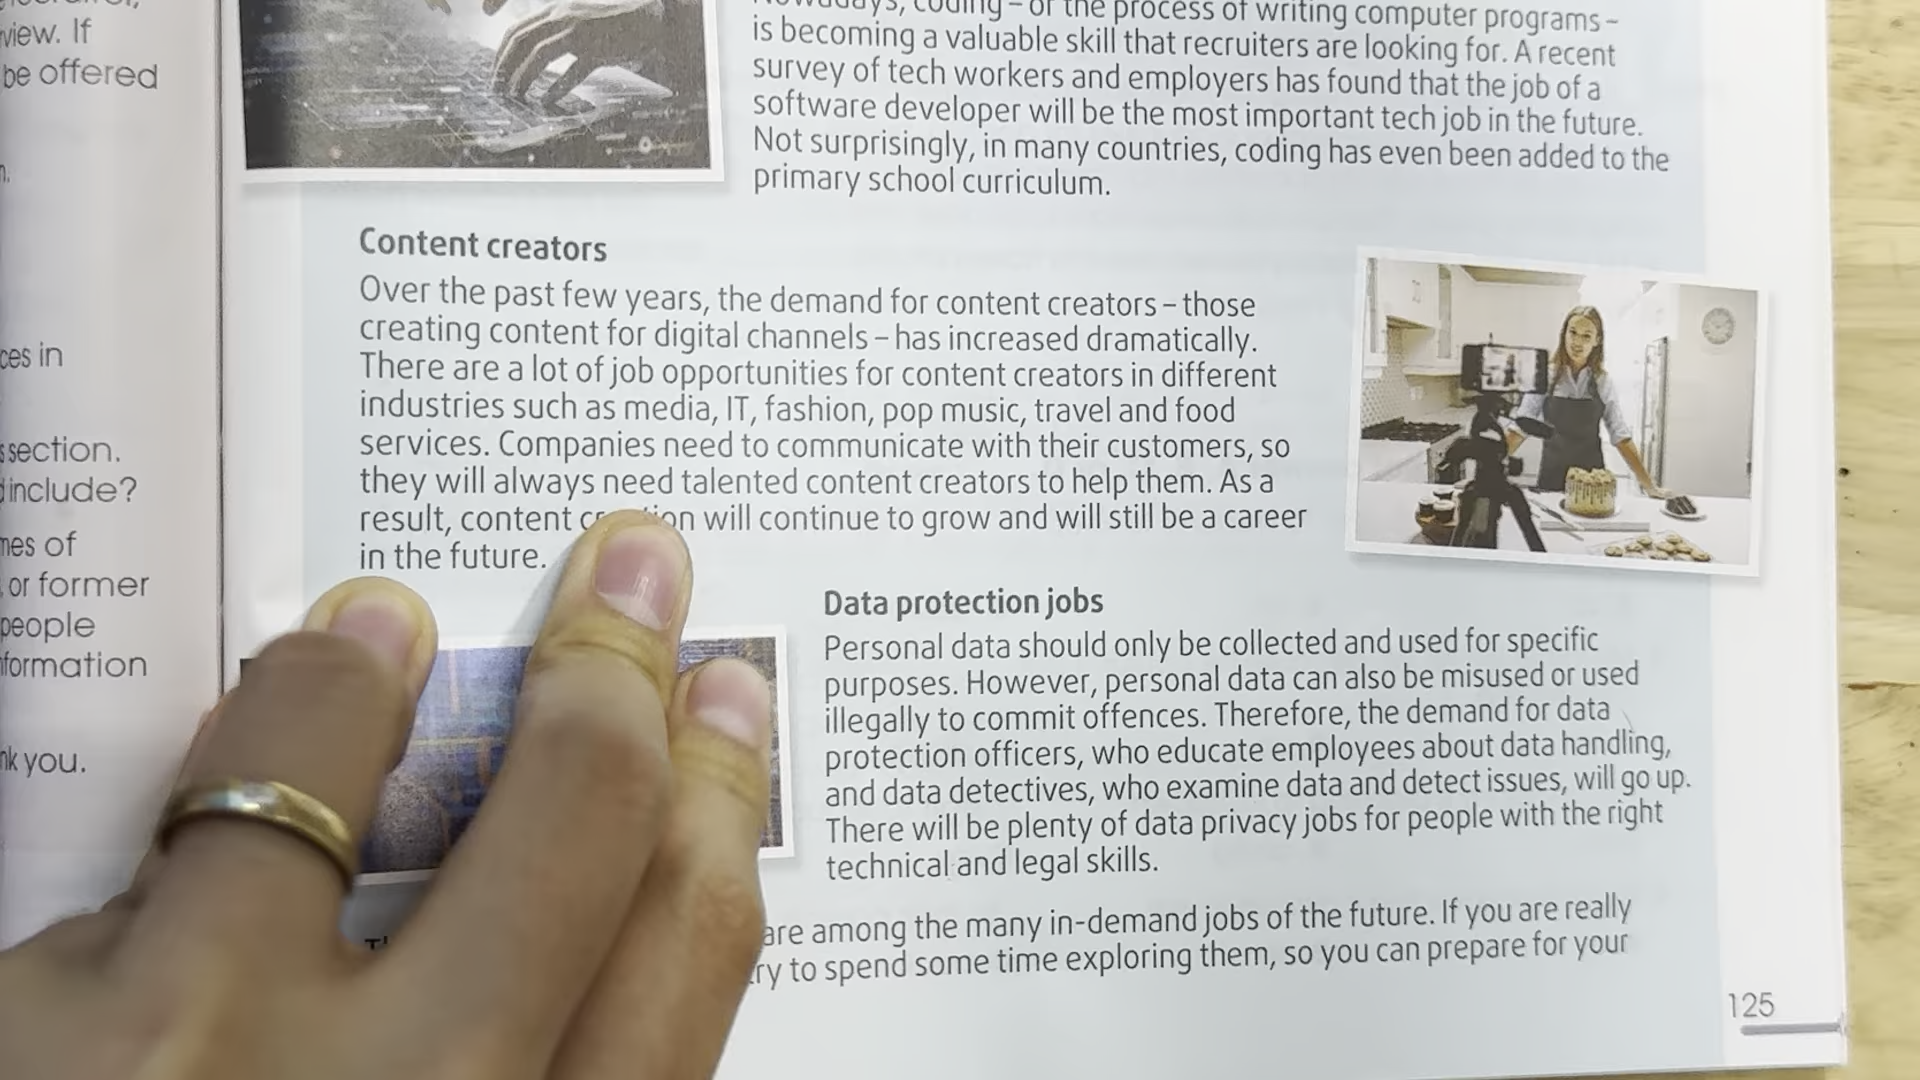 view. If
be offered
ces in
section.
include?
mes of
or former
people
formation
nk you.
Nowadays, coding – or the process of writing computer programs –
is becoming a valuable skill that recruiters are looking for. A recent
survey of tech workers and employers has found that the job of a
software developer will be the most important tech job in the future.
Not surprisingly, in many countries, coding has even been added to the
primary school curriculum.
Content creators
Over the past few years, the demand for content creators – those
creating content for digital channels – has increased dramatically.
There are a lot of job opportunities for content creators in different
industries such as media, IT, fashion, pop music, travel and food
services. Companies need to communicate with their customers, so
they will always need talented content creators to help them. As a
result, content creation will continue to grow and will still be a career
in the future.
Data protection jobs
Personal data should only be collected and used for specific
purposes. However, personal data can also be misused or used
illegally to commit offences. Therefore, the demand for data
protection officers, who educate employees about data handling,
and data detectives, who examine data and detect issues, will go up.
There will be plenty of data privacy jobs for people with the right
technical and legal skills.
are among the many in-demand jobs of the future. If you are really
ry to spend some time exploring them, so you can prepare for your
125